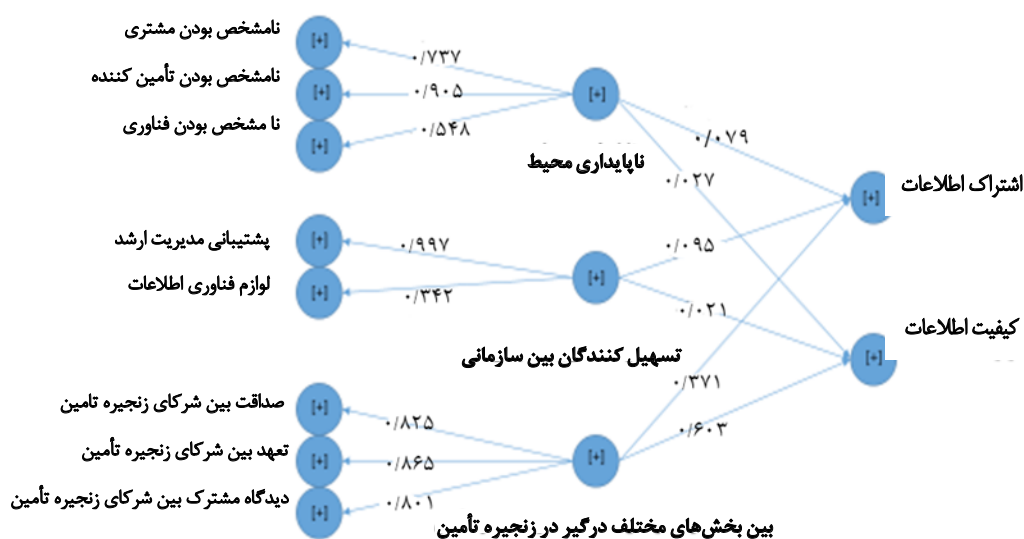 نامشخص بودن مشتری
[+]
۰/۷۳۷
نامشخص بودن تأمین کننده
[+]
۰/۹۰۵
[+]
نا مشخص بودن فناوری
[+]
۰/۵۴۸
ناپایداری محیط
۰/۰۷۹
۰/۰۲۷
اشتراک اطلاعات
[+]
پشتیبانی مدیریت ارشد
[+]
۰/۹۹۷
۰/۰۹۵
لوازم فناوری اطلاعات
[+]
۰/۳۴۲
[+]
۰/۰۲۱
تسهیل کنندگان بین سازمانی
کیفیت اطلاعات
[+]
۰/۳۷۱
صداقت بین شرکای زنجیره تامین
[+]
۰/۸۲۵
۰/۶۰۳
تعهد بین شرکای زنجیره تأمین
[+]
۰/۸۶۵
[+]
دیدگاه مشترک بین شرکای زنجیره تأمین
[+]
۰/۸۰۱
بین بخش‌های مختلف درگیر در زنجیره تأمین